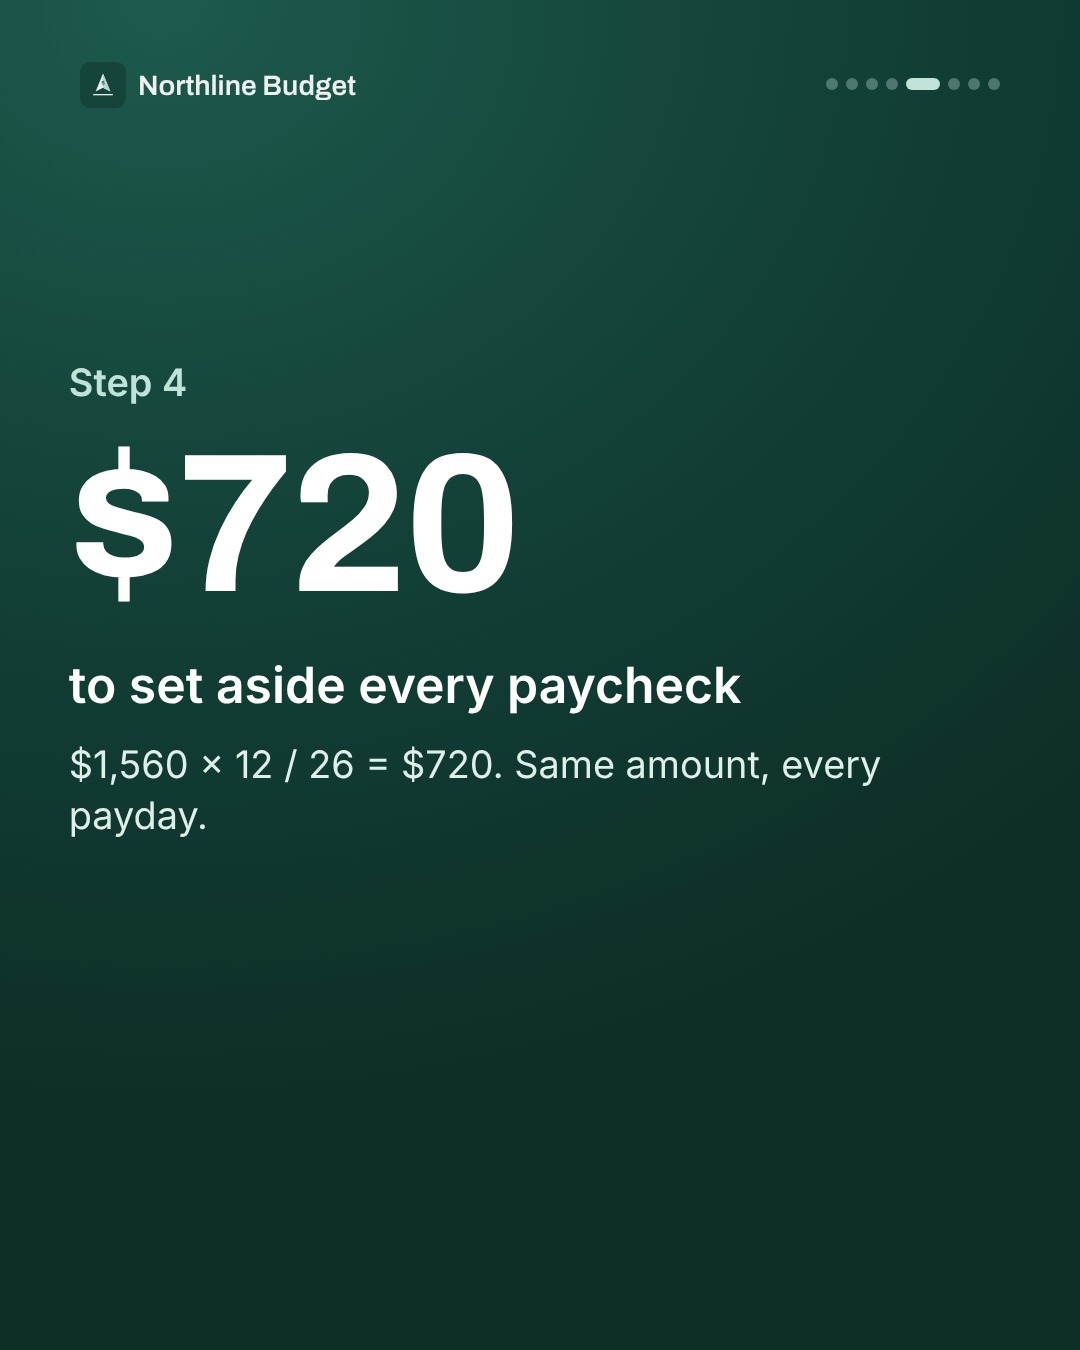 Northline Budget
Step 4
$720
to set aside every paycheck
$1,560 × 12 / 26 = $720. Same amount, every
payday.